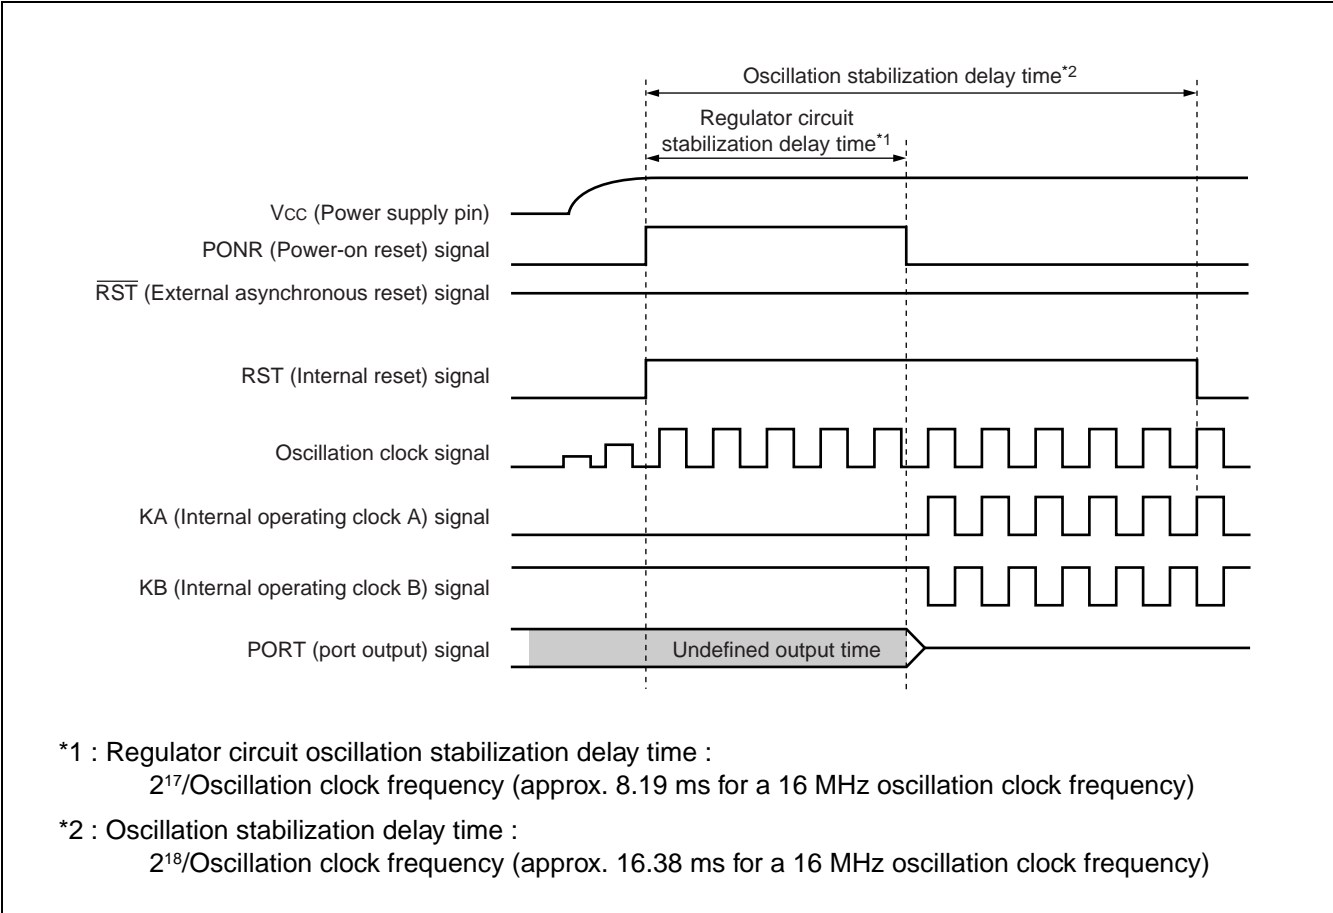 Oscillation stabilization delay time*2
Regulator circuit
stabilization delay time*1
Vcc (Power supply pin)
PONR (Power-on reset) signal
R̅S̅T̅ (External asynchronous reset) signal
RST (Internal reset) signal
Oscillation clock signal
KA (Internal operating clock A) signal
KB (Internal operating clock B) signal
PORT (port output) signal
Undefined output time
*1 : Regulator circuit oscillation stabilization delay time :
2¹⁷/Oscillation clock frequency (approx. 8.19 ms for a 16 MHz oscillation clock frequency)
*2 : Oscillation stabilization delay time :
2¹⁸/Oscillation clock frequency (approx. 16.38 ms for a 16 MHz oscillation clock frequency)